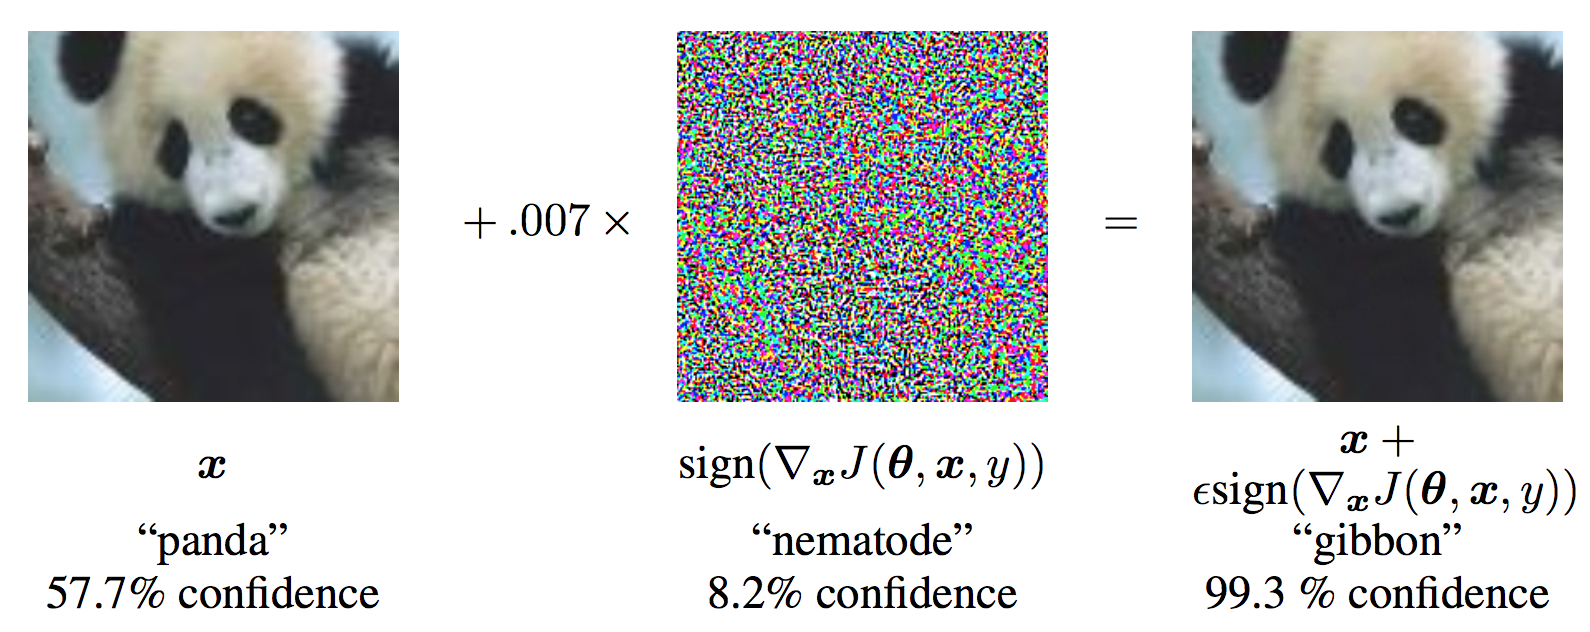 + .007 ×
=
x
“panda”
57.7% confidence
sign(∇ₓJ(θ, x, y))
“nematode”
8.2% confidence
x +
ϵsign(∇ₓJ(θ, x, y))
“gibbon”
99.3 % confidence